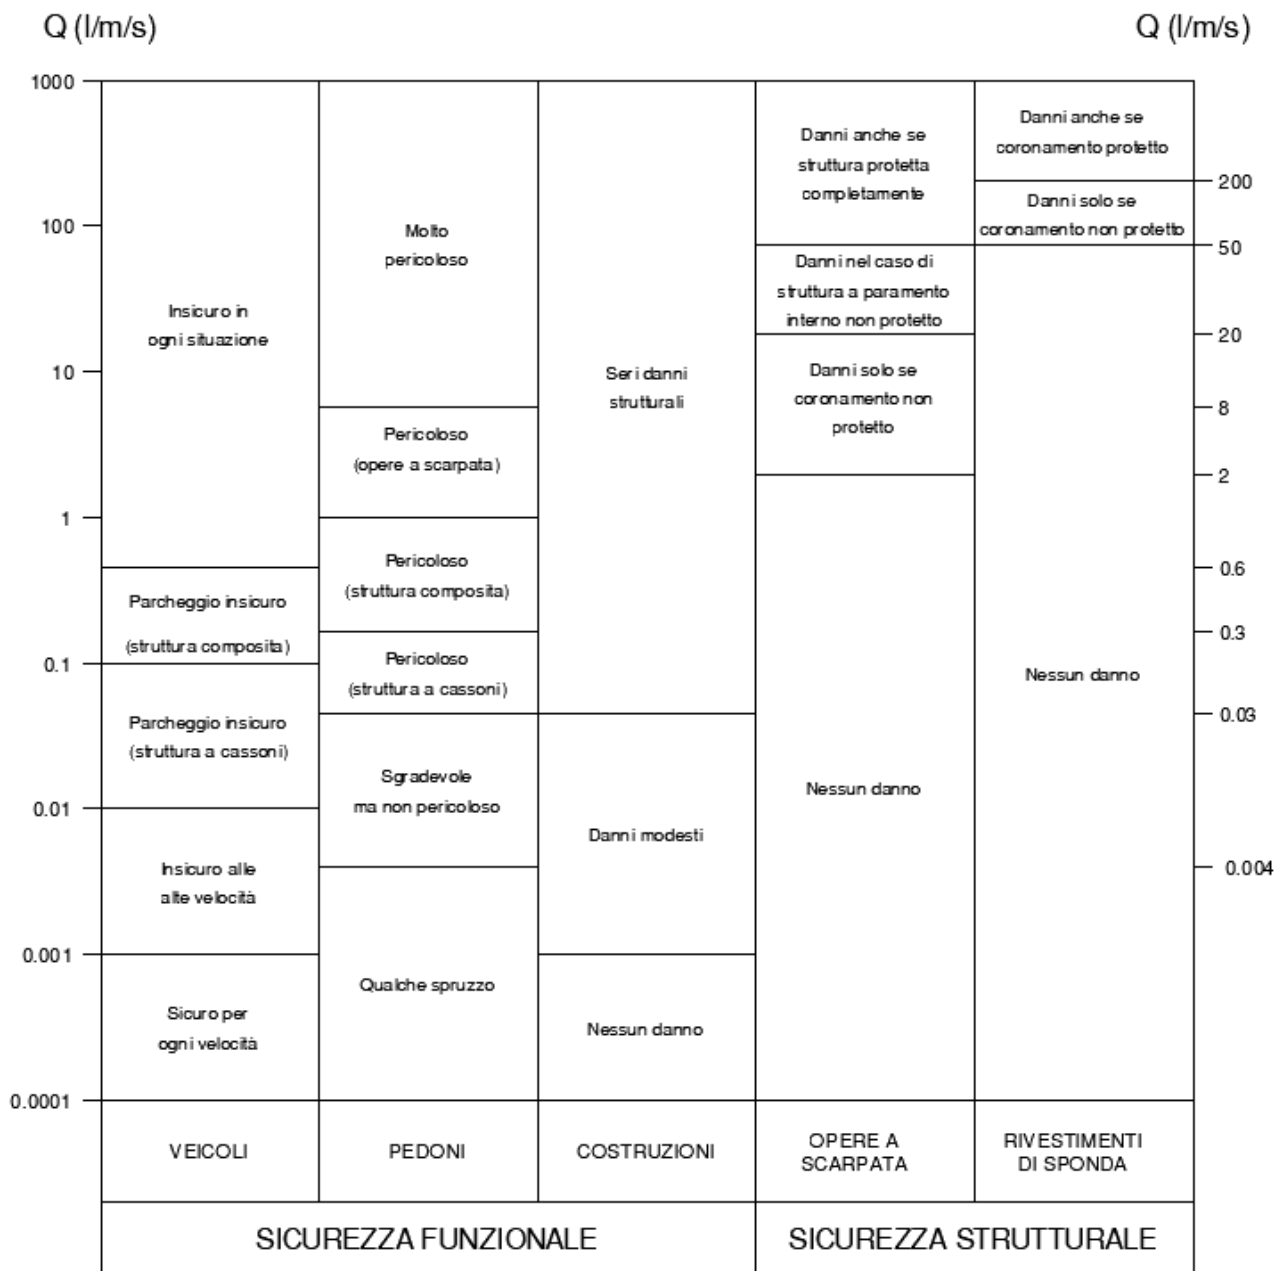 Q (l/m/s)
Q (l/m/s)
1000
100
10
1
0.1
0.01
0.001
0.0001
Insicuro in
ogni situazione
Parcheggio insicuro
(struttura composita)
Parcheggio insicuro
(struttura a cassoni)
Insicuro alle
alte velocità
Sicuro per
ogni velocità
VEICOLI
Molto
pericoloso
Pericoloso
(opere a scarpata)
Pericoloso
(struttura composita)
Pericoloso
(struttura a cassoni)
Sgradevole
ma non pericoloso
Qualche spruzzo
PEDONI
Seri danni
strutturali
Danni modesti
Nessun danno
COSTRUZIONI
Danni anche se
struttura protetta
completamente
Danni nel caso di
struttura a paramento
interno non protetto
Danni solo se
coronamento non
protetto
Nessun danno
OPERE A
SCARPATA
Danni anche se
coronamento protetto
Danni solo se
coronamento non protetto
Nessun danno
RIVESTIMENTI
DI SPONDA
200
50
20
8
2
0.6
0.3
0.03
0.004
SICUREZZA FUNZIONALE
SICUREZZA STRUTTURALE